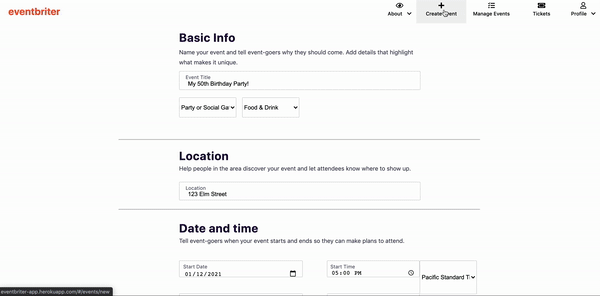 eventbriter
About
Create Event
Manage Events
Tickets
Profile
Basic Info
Name your event and tell event-goers why they should come. Add details that highlight
what makes it unique.
Event Title
My 50th Birthday Party!
Party or Social Ga
Food & Drink
Location
Help people in the area discover your event and let attendees know where to show up.
Location
123 Elm Street
Date and time
Tell event-goers when your event starts and ends so they can make plans to attend.
Start Date
Start Time
01/12/2021
05:00 PM
Pacific Standard T
eventbriter-app.herokuapp.com/#/events/new